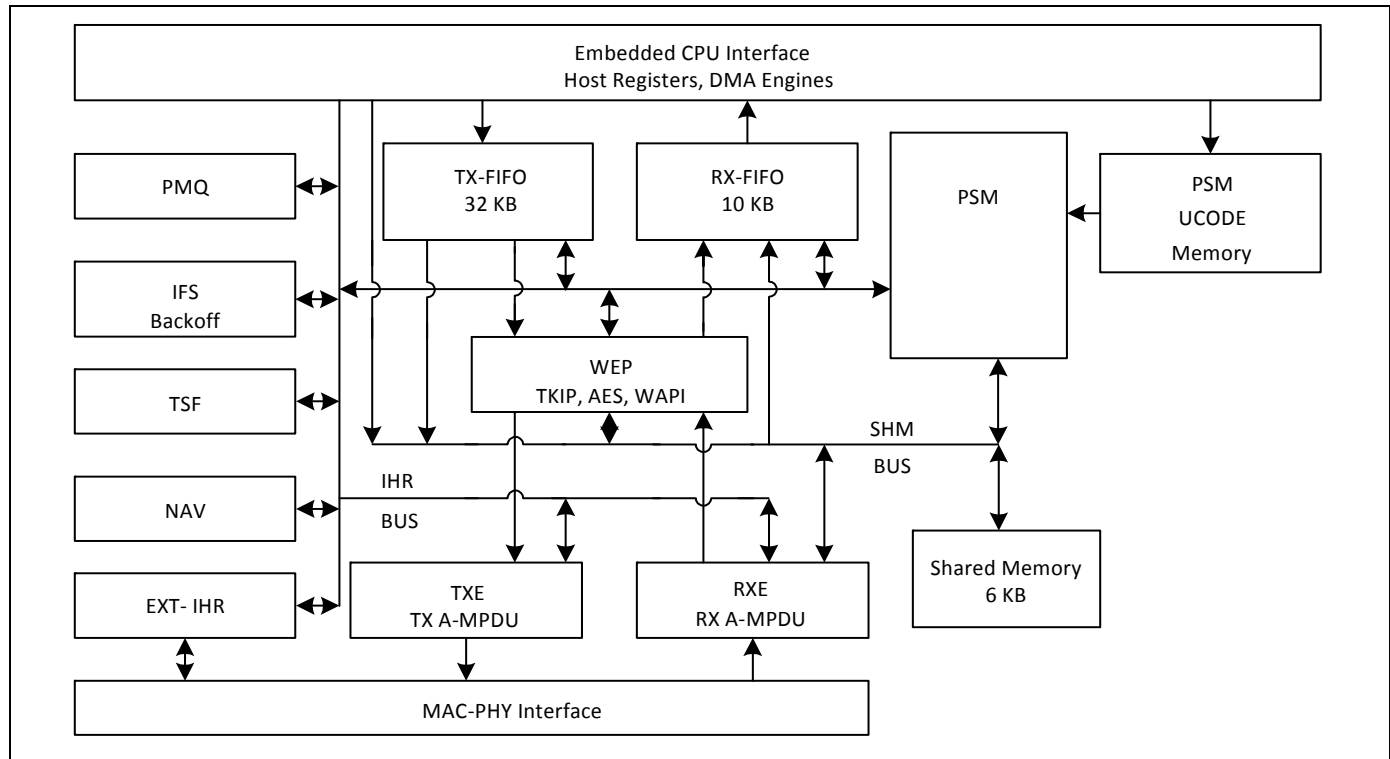 Embedded CPU Interface
Host Registers, DMA Engines
PMQ
TX-FIFO
32 KB
RX-FIFO
10 KB
PSM
PSM
UCODE
Memory
IFS
Backoff
WEP
TKIP, AES, WAPI
TSF
SHM
BUS
NAV
IHR
BUS
Shared Memory
6 KB
EXT- IHR
TXE
TX A-MPDU
RXE
RX A-MPDU
MAC-PHY Interface